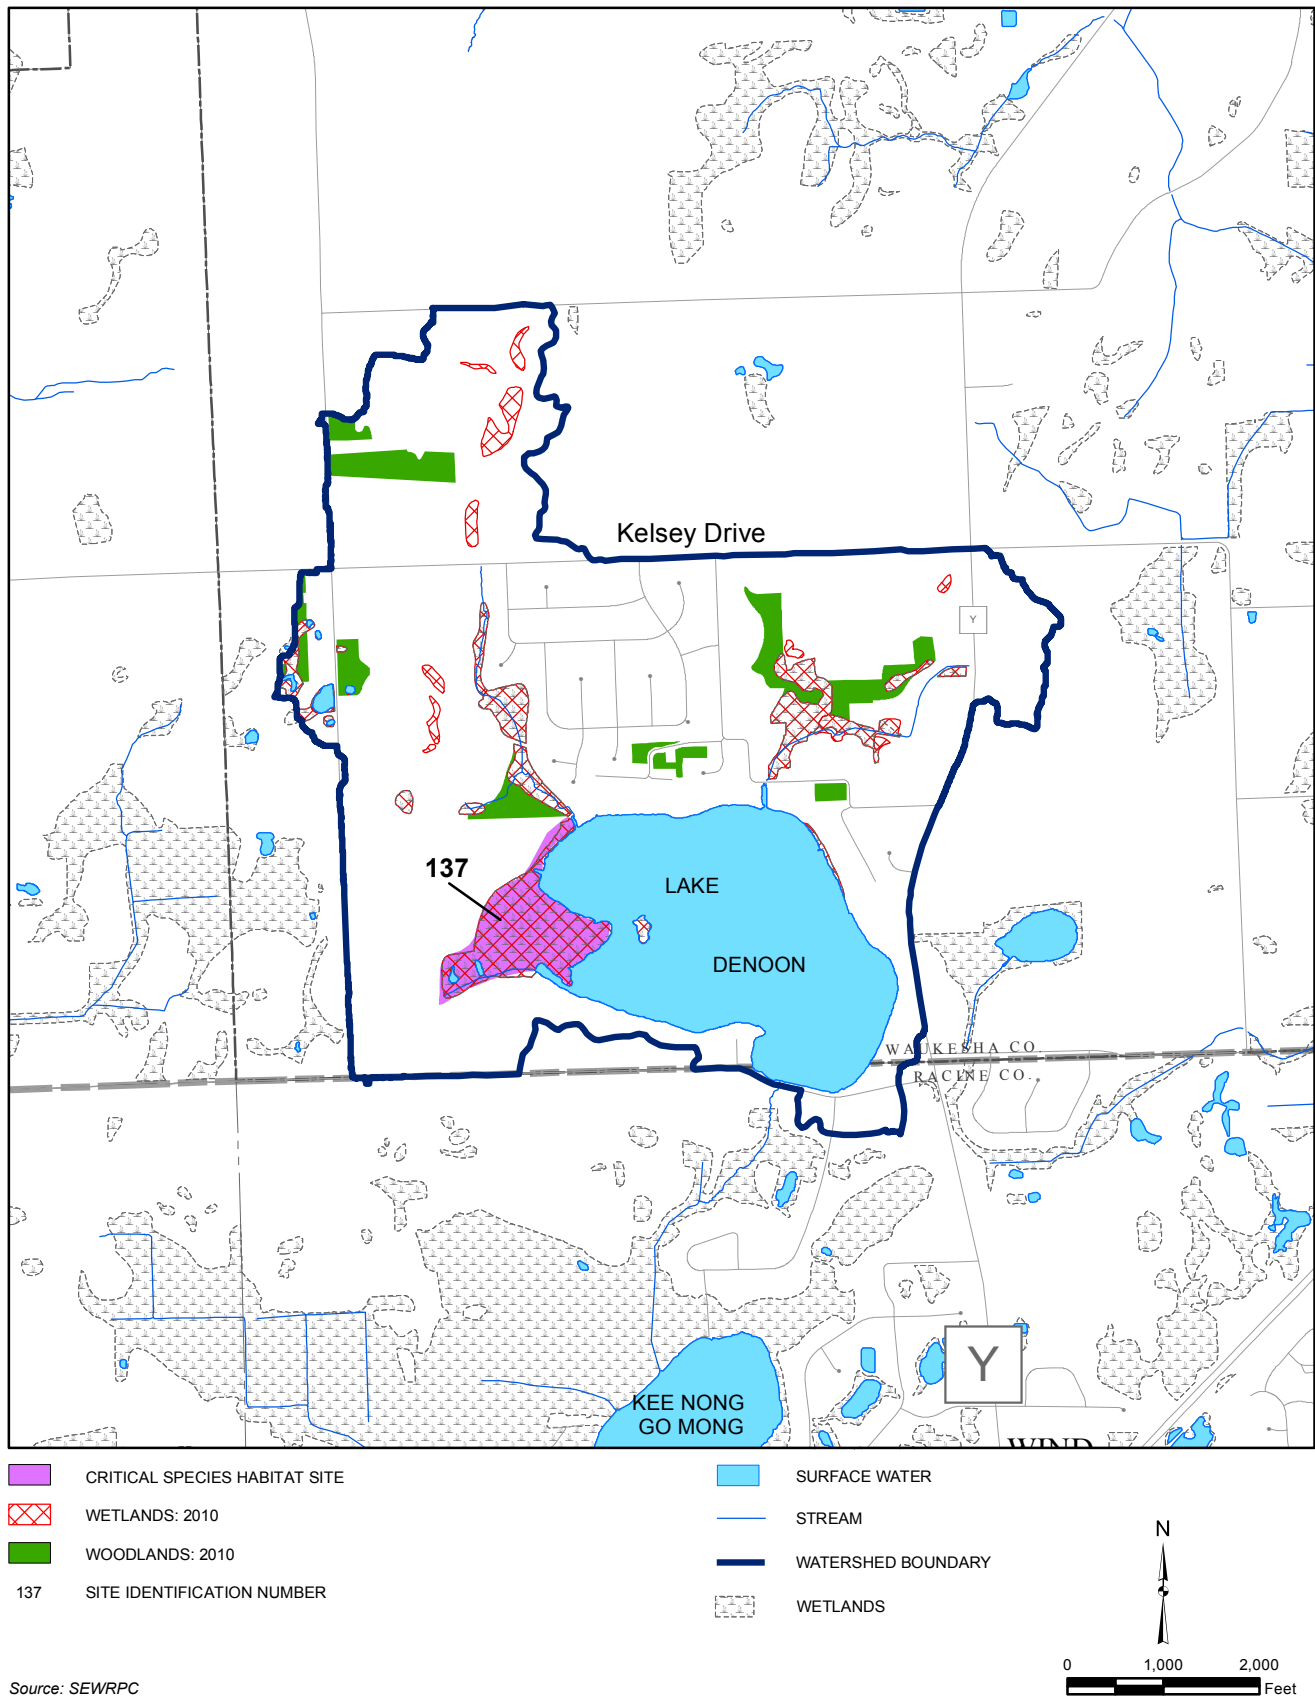 Kelsey Drive
Y
137
LAKE
DENOON
WAUKESHA CO.
RACINE CO.
Y
KEE NONG
GO MONG
WIND
CRITICAL SPECIES HABITAT SITE
WETLANDS: 2010
WOODLANDS: 2010
137 SITE IDENTIFICATION NUMBER
SURFACE WATER
STREAM
WATERSHED BOUNDARY
WETLANDS
N
0 1,000 2,000
Feet
Source: SEWRPC